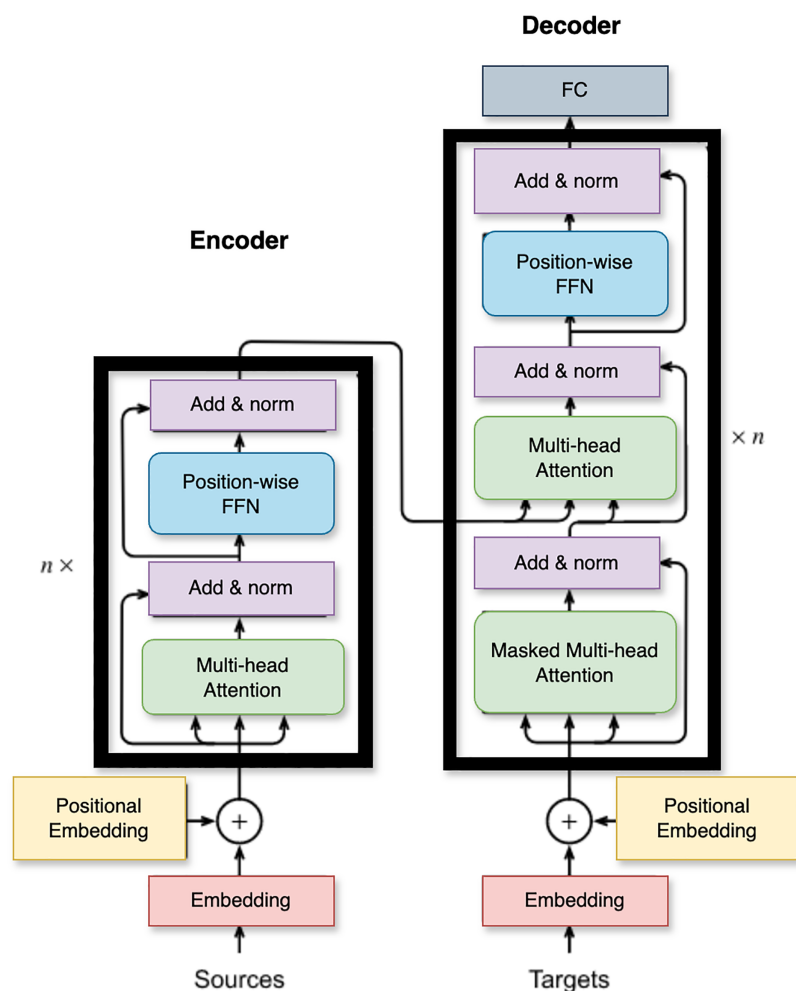 Decoder
FC
Add & norm
Position-wise
FFN
Add & norm
Multi-head
Attention
× n
Add & norm
Masked Multi-head
Attention
Positional
Embedding
+
Embedding
Targets
Encoder
Add & norm
Position-wise
FFN
n ×
Add & norm
Multi-head
Attention
Positional
Embedding
+
Embedding
Sources